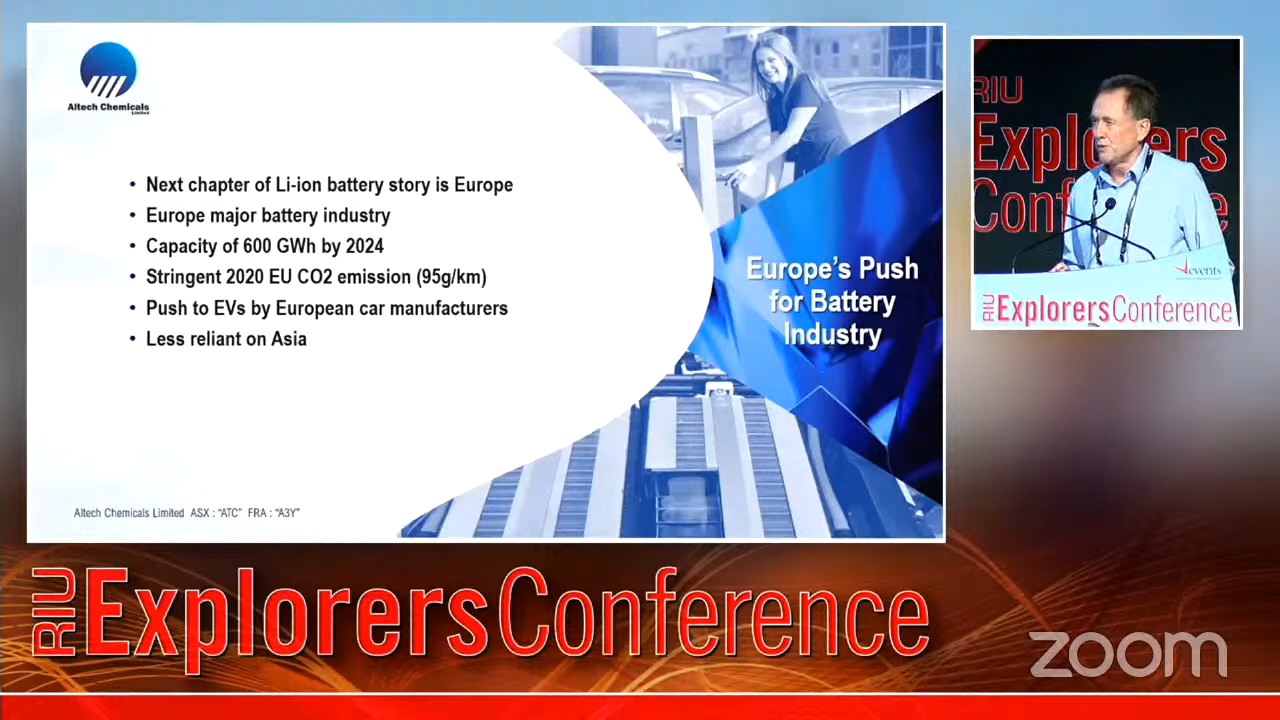 Altech Chemicals
Limited
• Next chapter of Li-ion battery story is Europe
• Europe major battery industry
• Capacity of 600 GWh by 2024
• Stringent 2020 EU CO2 emission (95g/km)
• Push to EVs by European car manufacturers
• Less reliant on Asia
Europe's Push
for Battery
Industry
Altech Chemicals Limited ASX : "ATC" FRA : "A3Y"
RIU
Explorers
Conference
events
RIU ExplorersConference
RIU ExplorersConference
zoom